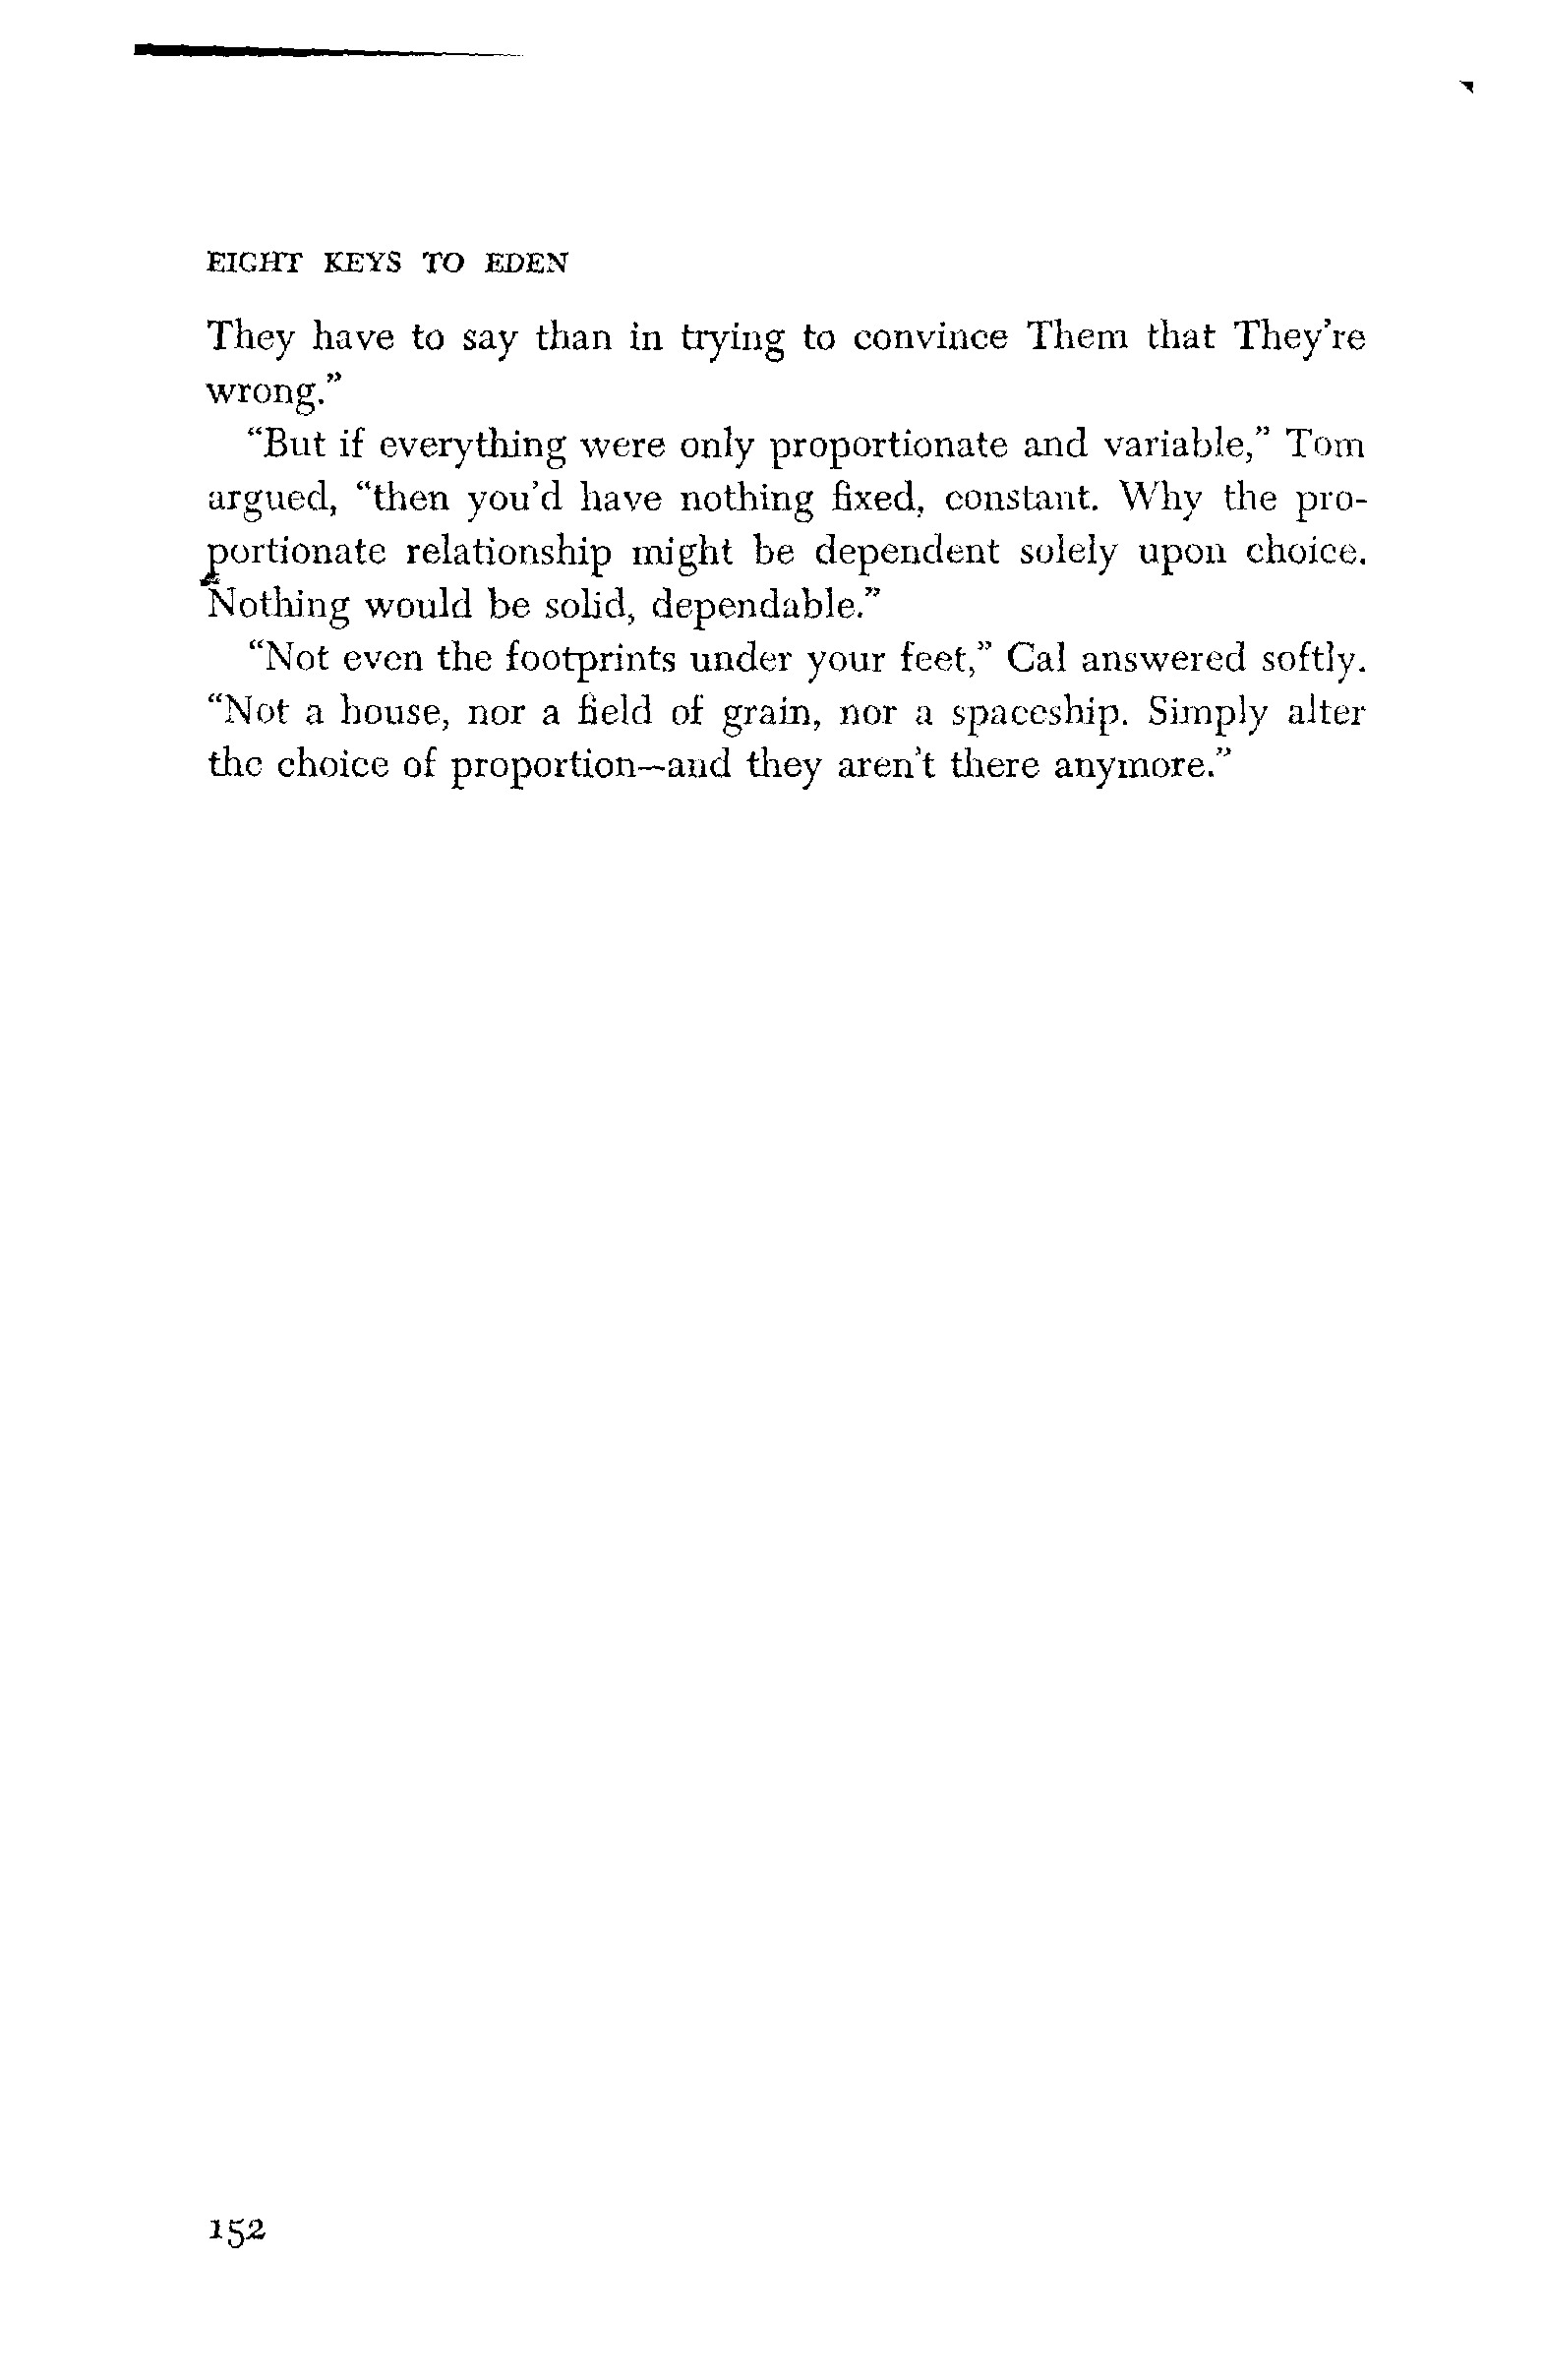 EIGHT KEYS TO EDEN
They have to say than in trying to convince Them that They're
wrong."
"But if everything were only proportionate and variable," Tom
argued, "then you'd have nothing fixed, constant. Why the pro-
portionate relationship might be dependent solely upon choice.
Nothing would be solid, dependable."
"Not even the footprints under your feet," Cal answered softly.
"Not a house, nor a field of grain, nor a spaceship. Simply alter
the choice of proportion—and they aren't there anymore."
152